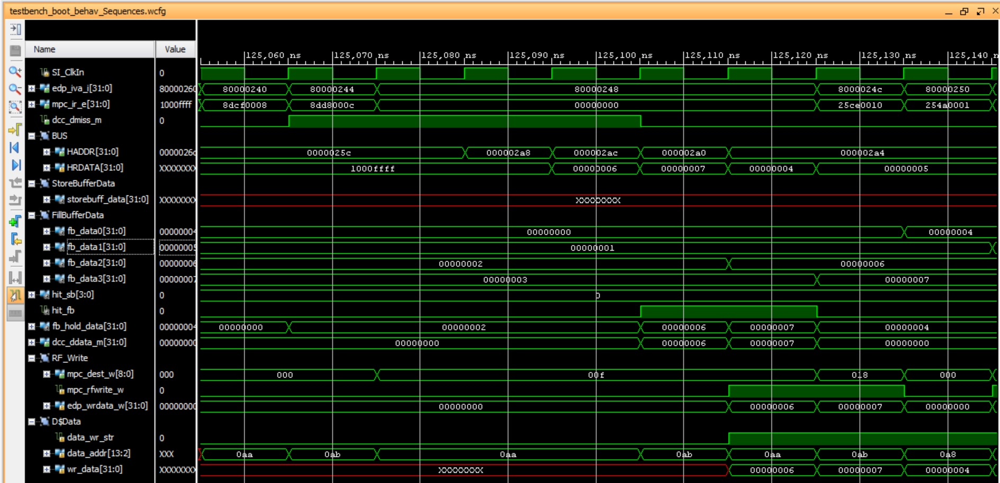 testbench_boot_behav_Sequences.wcfg
Name Value 125,060 ns 125,070 ns 125,080 ns 125,090 ns 125,100 ns 125,110 ns 125,120 ns 125,130 ns 125,140 n
SI_ClkIn 0
edp_iva_i[31:0] 80000260 80000240 80000244 80000248 8000024c 80000250
mpc_ir_e[31:0] 1000ffff 8dcf0008 8dd8000c 00000000 25ce0010 254a0001
dcc_dmiss_m 0
BUS
HADDR[31:0] 0000026c 0000025c 000002a8 000002ac 000002a0 000002a4
HRDATA[31:0] XXXXXXXX 1000ffff 00000006 00000007 00000004 00000005
StoreBufferData
storebuff_data[31:0] XXXXXXXX XXXXXXXX
FillBufferData
fb_data0[31:0] 00000004 00000000 00000004
fb_data1[31:0] 00000005 00000001
fb_data2[31:0] 00000006 00000002 00000006
fb_data3[31:0] 00000007 00000003 00000007
hit_sb[3:0] 0 0
hit_fb 0
fb_hold_data[31:0] 00000004 00000000 00000002 00000006 00000007 00000004
dcc_ddata_m[31:0] 00000000 00000000 00000006 00000007 00000000
RF_Write
mpc_dest_w[8:0] 000 000 00f 018 000
mpc_rfwrite_w 0
edp_wrdata_w[31:0] 00000000 00000000 00000006 00000007 00000000
D$Data
data_wr_str 0
data_addr[13:2] XXX 0aa 0ab 0aa 0ab 0aa 0ab 0a8
wr_data[31:0] XXXXXXXX XXXXXXXX 00000006 00000007 00000004